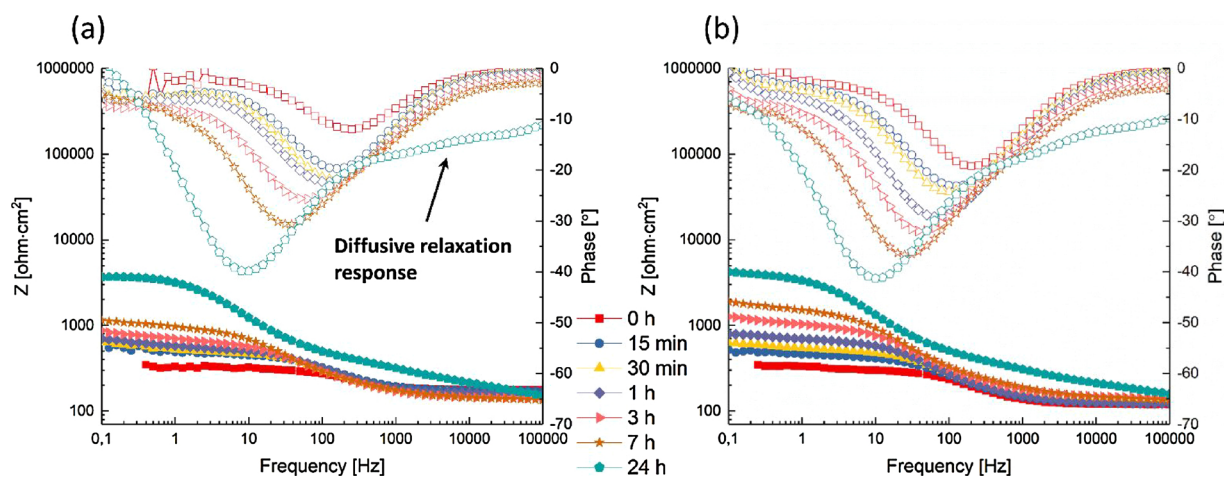 (a)
(b)
1000000
100000
10000
1000
100
Z [ohm·cm²]
0
-10
-20
-30
-40
-50
-60
-70
Phase [°]
Diffusive relaxation
response
0,1
1
10
100
1000
10000
100000
Frequency [Hz]
0 h
15 min
30 min
1 h
3 h
7 h
24 h
1000000
100000
10000
1000
100
Z [ohm·cm²]
0
-10
-20
-30
-40
-50
-60
-70
Phase [°]
0,1
1
10
100
1000
10000
100000
Frequency [Hz]